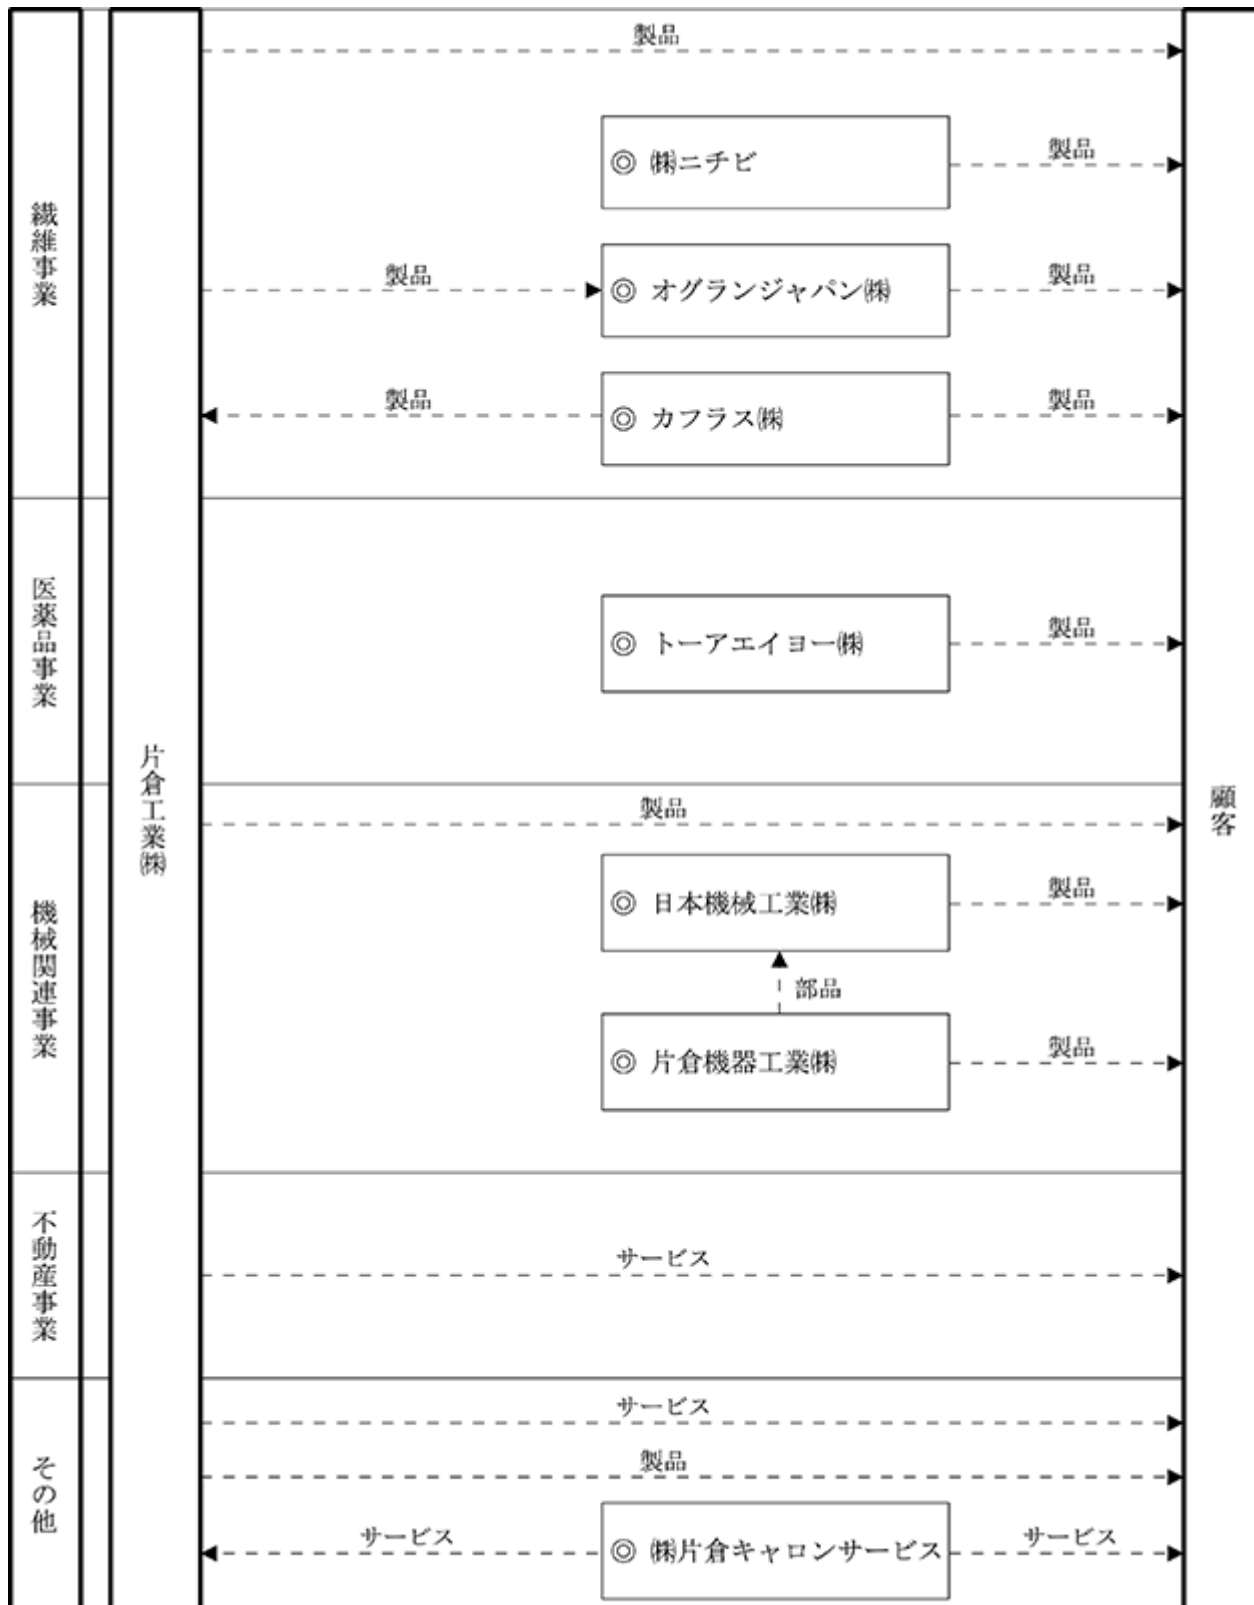 繊維事業
片倉工業㈱
顧客
製品
◎ ㈱ニチビ
製品
製品
◎ オグランジャパン㈱
製品
製品
◎ カフラス㈱
製品
医薬品事業
◎ トーアエイヨー㈱
製品
機械関連事業
製品
◎ 日本機械工業㈱
製品
部品
◎ 片倉機器工業㈱
製品
不動産事業
サービス
その他
サービス
製品
サービス
◎ ㈱片倉キャロンサービス
サービス